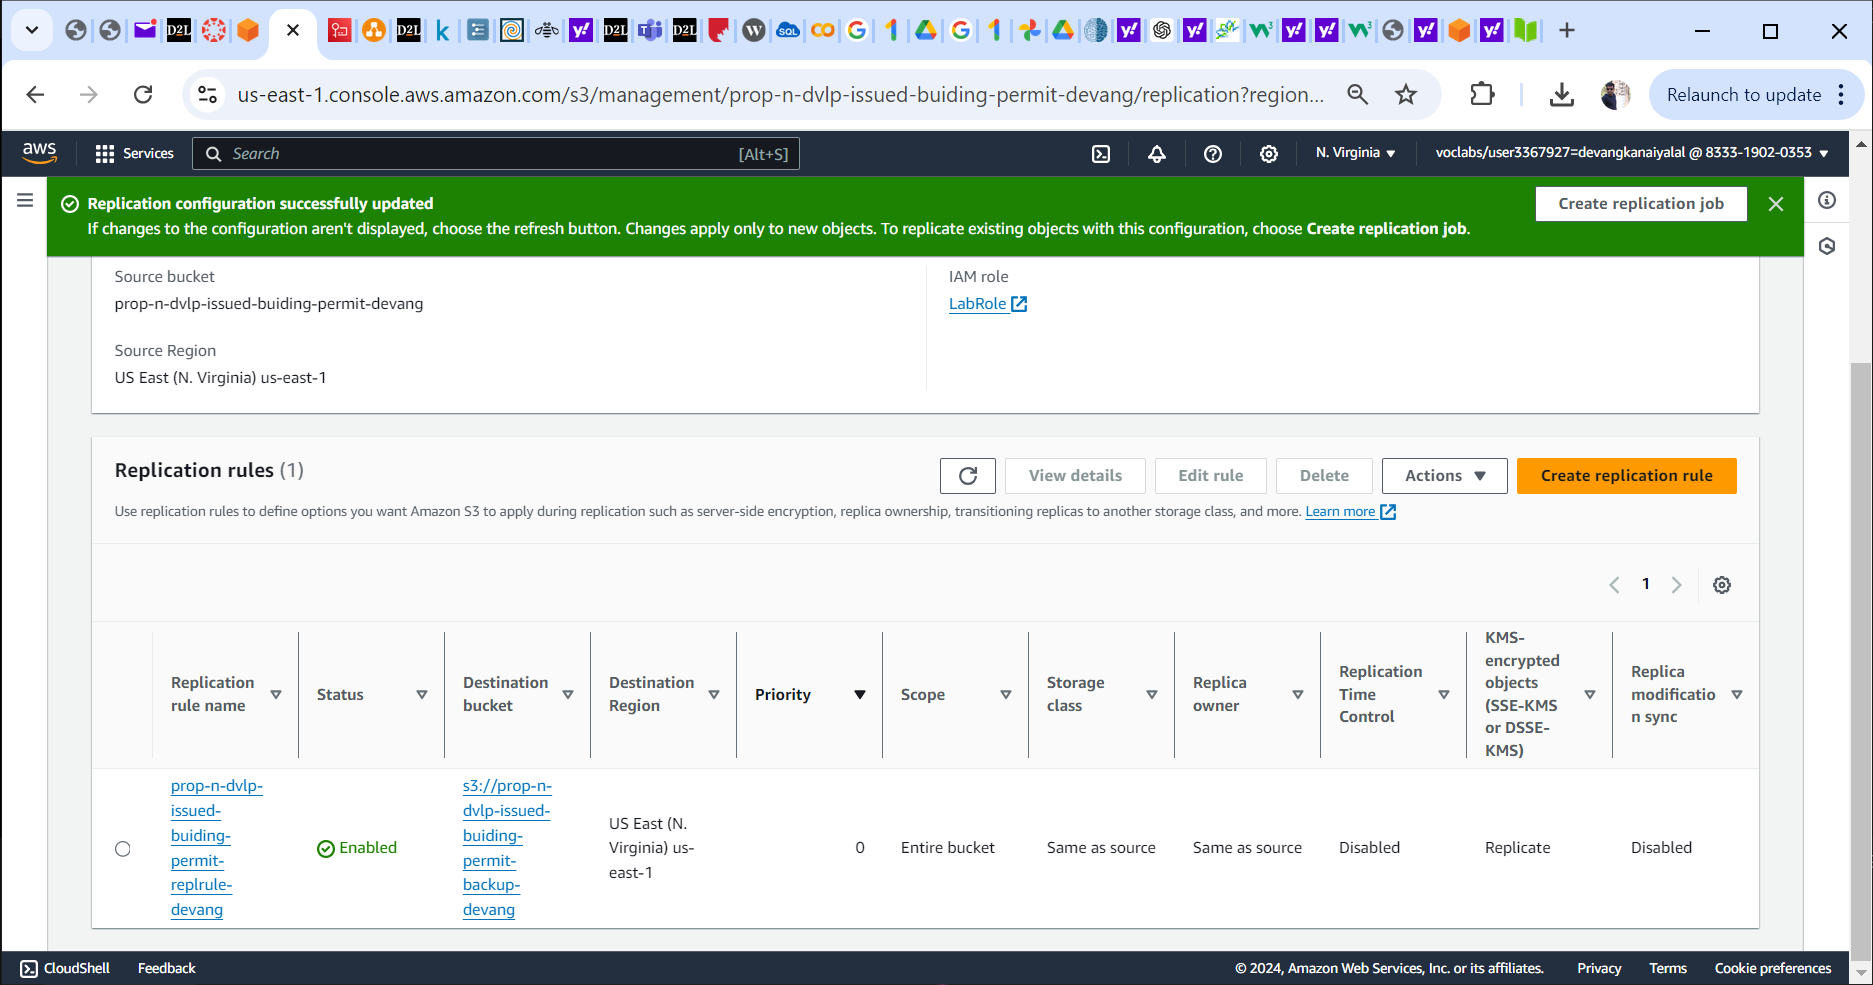 us-east-1.console.aws.amazon.com/s3/management/prop-n-dvlp-issued-buiding-permit-devang/replication?region...
Relaunch to update
aws
Services
Search
[Alt+S]
N. Virginia
voclabs/user3367927=devangkanaiyalal @ 8333-1902-0353
Replication configuration successfully updated
If changes to the configuration aren't displayed, choose the refresh button. Changes apply only to new objects. To replicate existing objects with this configuration, choose Create replication job.
Create replication job
Source bucket
prop-n-dvlp-issued-buiding-permit-devang
IAM role
LabRole
Source Region
US East (N. Virginia) us-east-1
Replication rules (1)
View details
Edit rule
Delete
Actions
Create replication rule
Use replication rules to define options you want Amazon S3 to apply during replication such as server-side encryption, replica ownership, transitioning replicas to another storage class, and more. Learn more
1
Replication
rule name
Status
Destination
bucket
Destination
Region
Priority
Scope
Storage
class
Replica
owner
Replication
Time
Control
KMS-
encrypted
objects
(SSE-KMS
or DSSE-
KMS)
Replica
modificatio
n sync
prop-n-dvlp-
issued-
buiding-
permit-
replrule-
devang
Enabled
s3://prop-n-
dvlp-issued-
buiding-
permit-
backup-
devang
US East (N.
Virginia) us-
east-1
0
Entire bucket
Same as source
Same as source
Disabled
Replicate
Disabled
CloudShell
Feedback
© 2024, Amazon Web Services, Inc. or its affiliates.
Privacy
Terms
Cookie preferences